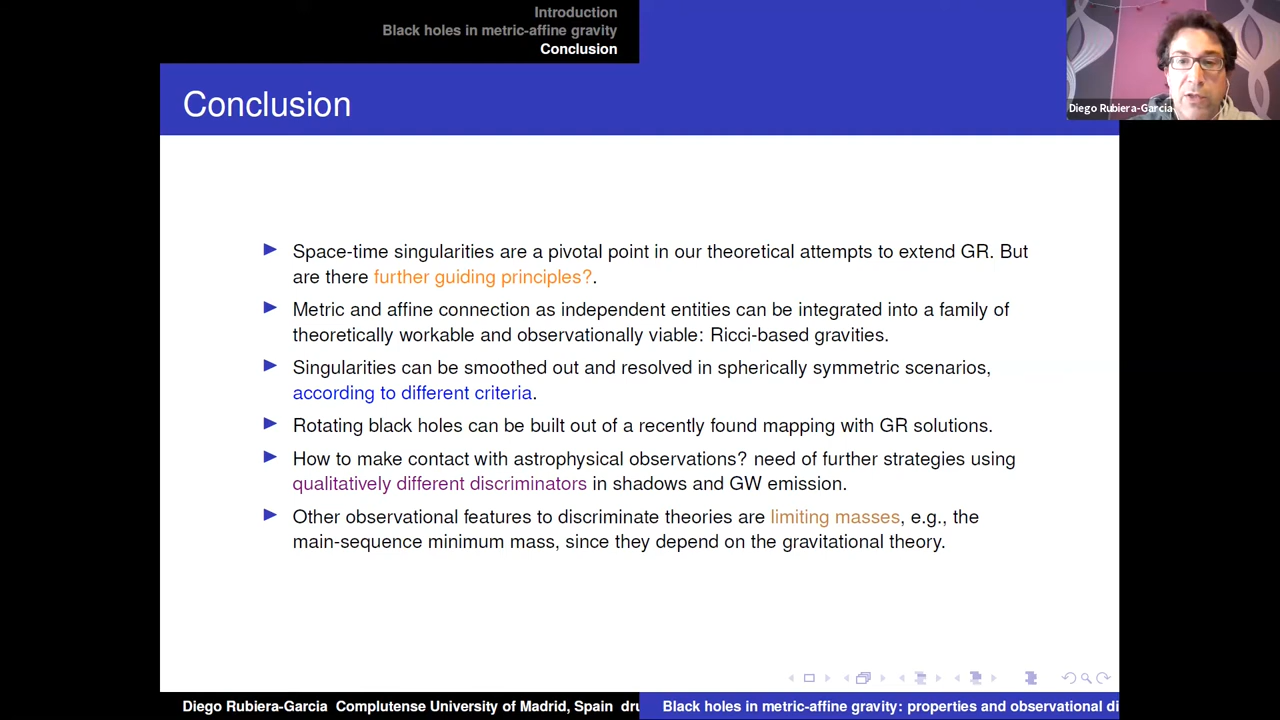 Introduction
Black holes in metric-affine gravity
Conclusion
Conclusion
Diego Rubiera-Garcia
Space-time singularities are a pivotal point in our theoretical attempts to extend GR. But
are there further guiding principles?.
Metric and affine connection as independent entities can be integrated into a family of
theoretically workable and observationally viable: Ricci-based gravities.
Singularities can be smoothed out and resolved in spherically symmetric scenarios,
according to different criteria.
Rotating black holes can be built out of a recently found mapping with GR solutions.
How to make contact with astrophysical observations? need of further strategies using
qualitatively different discriminators in shadows and GW emission.
Other observational features to discriminate theories are limiting masses, e.g., the
main-sequence minimum mass, since they depend on the gravitational theory.
Diego Rubiera-Garcia Complutense University of Madrid, Spain dru
Black holes in metric-affine gravity: properties and observational di